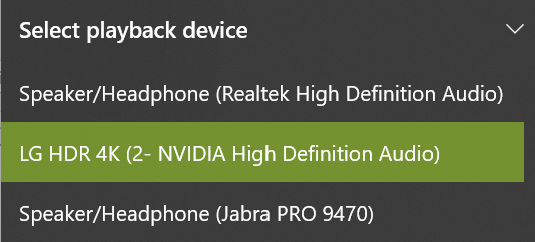 Select playback device
Speaker/Headphone (Realtek High Definition Audio)
LG HDR 4K (2- NVIDIA High Definition Audio)
Speaker/Headphone (Jabra PRO 9470)